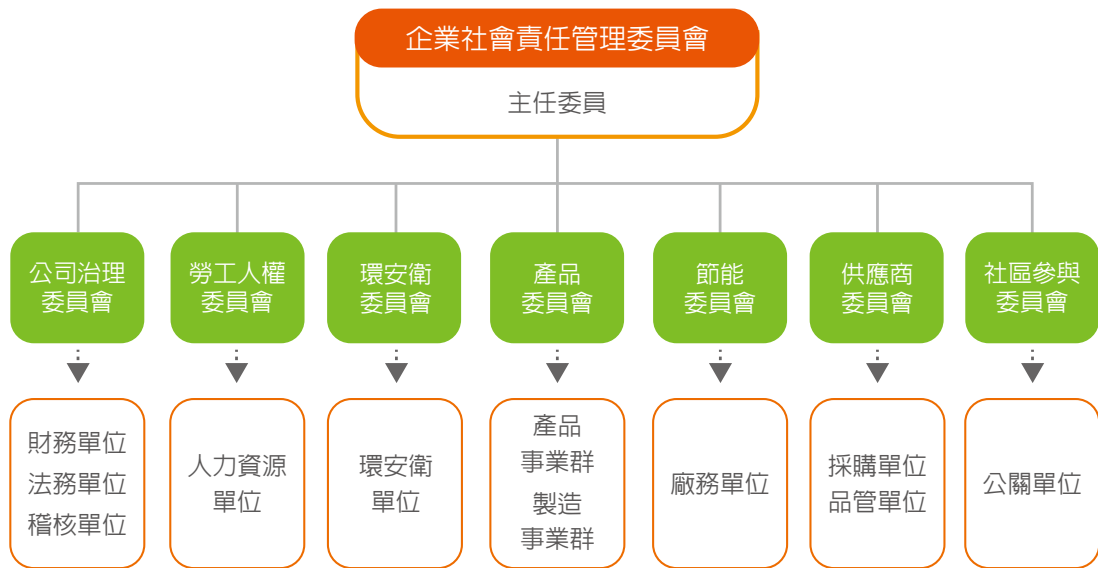 企業社會責任管理委員會
主任委員
公司治理
委員會
勞工人權
委員會
環安衛
委員會
產品
委員會
節能
委員會
供應商
委員會
社區參與
委員會
財務單位
法務單位
稽核單位
人力資源
單位
環安衛
單位
產品
事業群
製造
事業群
廠務單位
採購單位
品管單位
公關單位